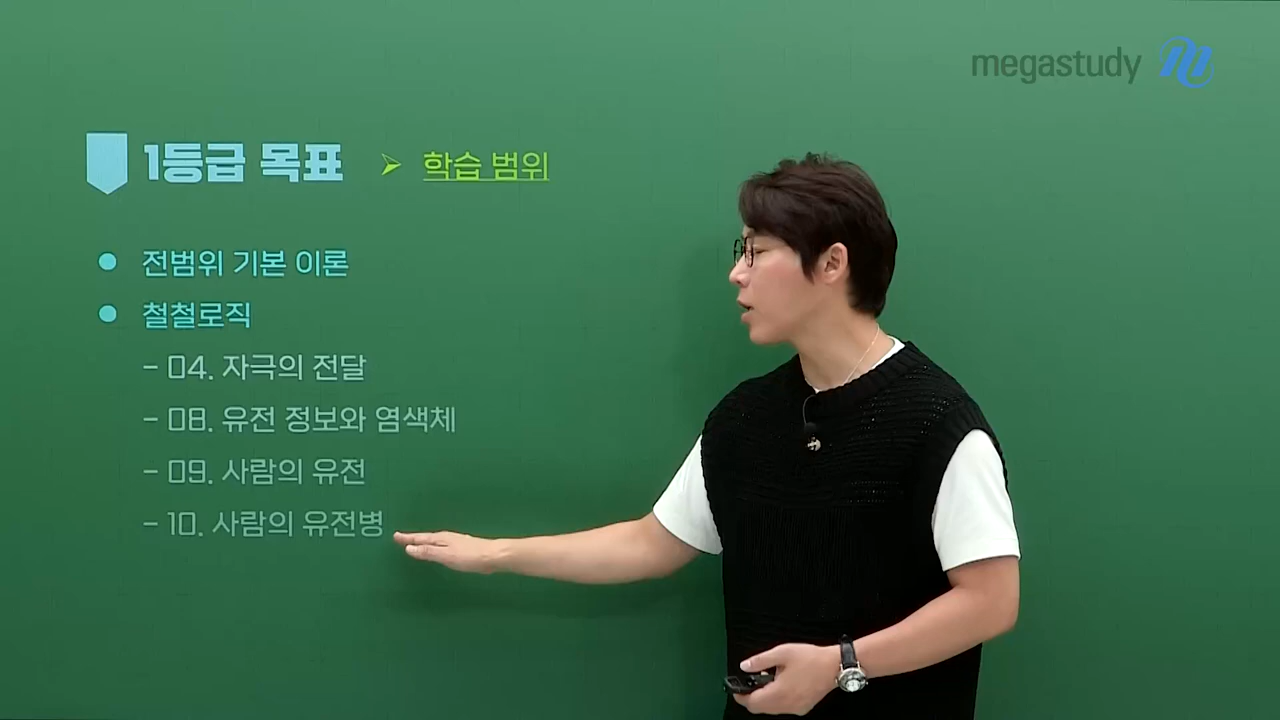 megastudy
1등급 목표 ➤ 학습 범위
● 전범위 기본 이론
● 철철로직
- 04. 자극의 전달
- 08. 유전 정보와 염색체
- 09. 사람의 유전
- 10. 사람의 유전병